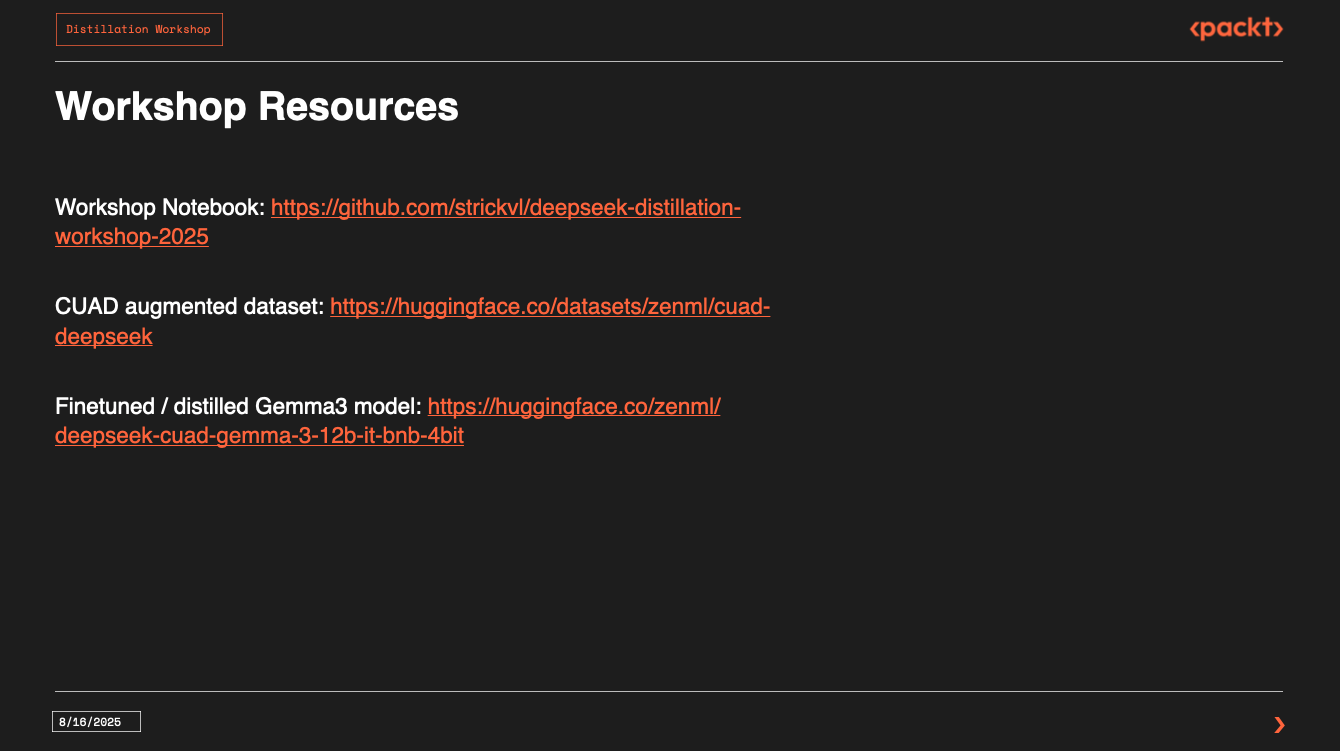 Distillation Workshop
<packt>
Workshop Resources
Workshop Notebook: https://github.com/strickvl/deepseek-distillation-
workshop-2025
CUAD augmented dataset: https://huggingface.co/datasets/zenml/cuad-
deepseek
Finetuned / distilled Gemma3 model: https://huggingface.co/zenml/
deepseek-cuad-gemma-3-12b-it-bnb-4bit
8/16/2025